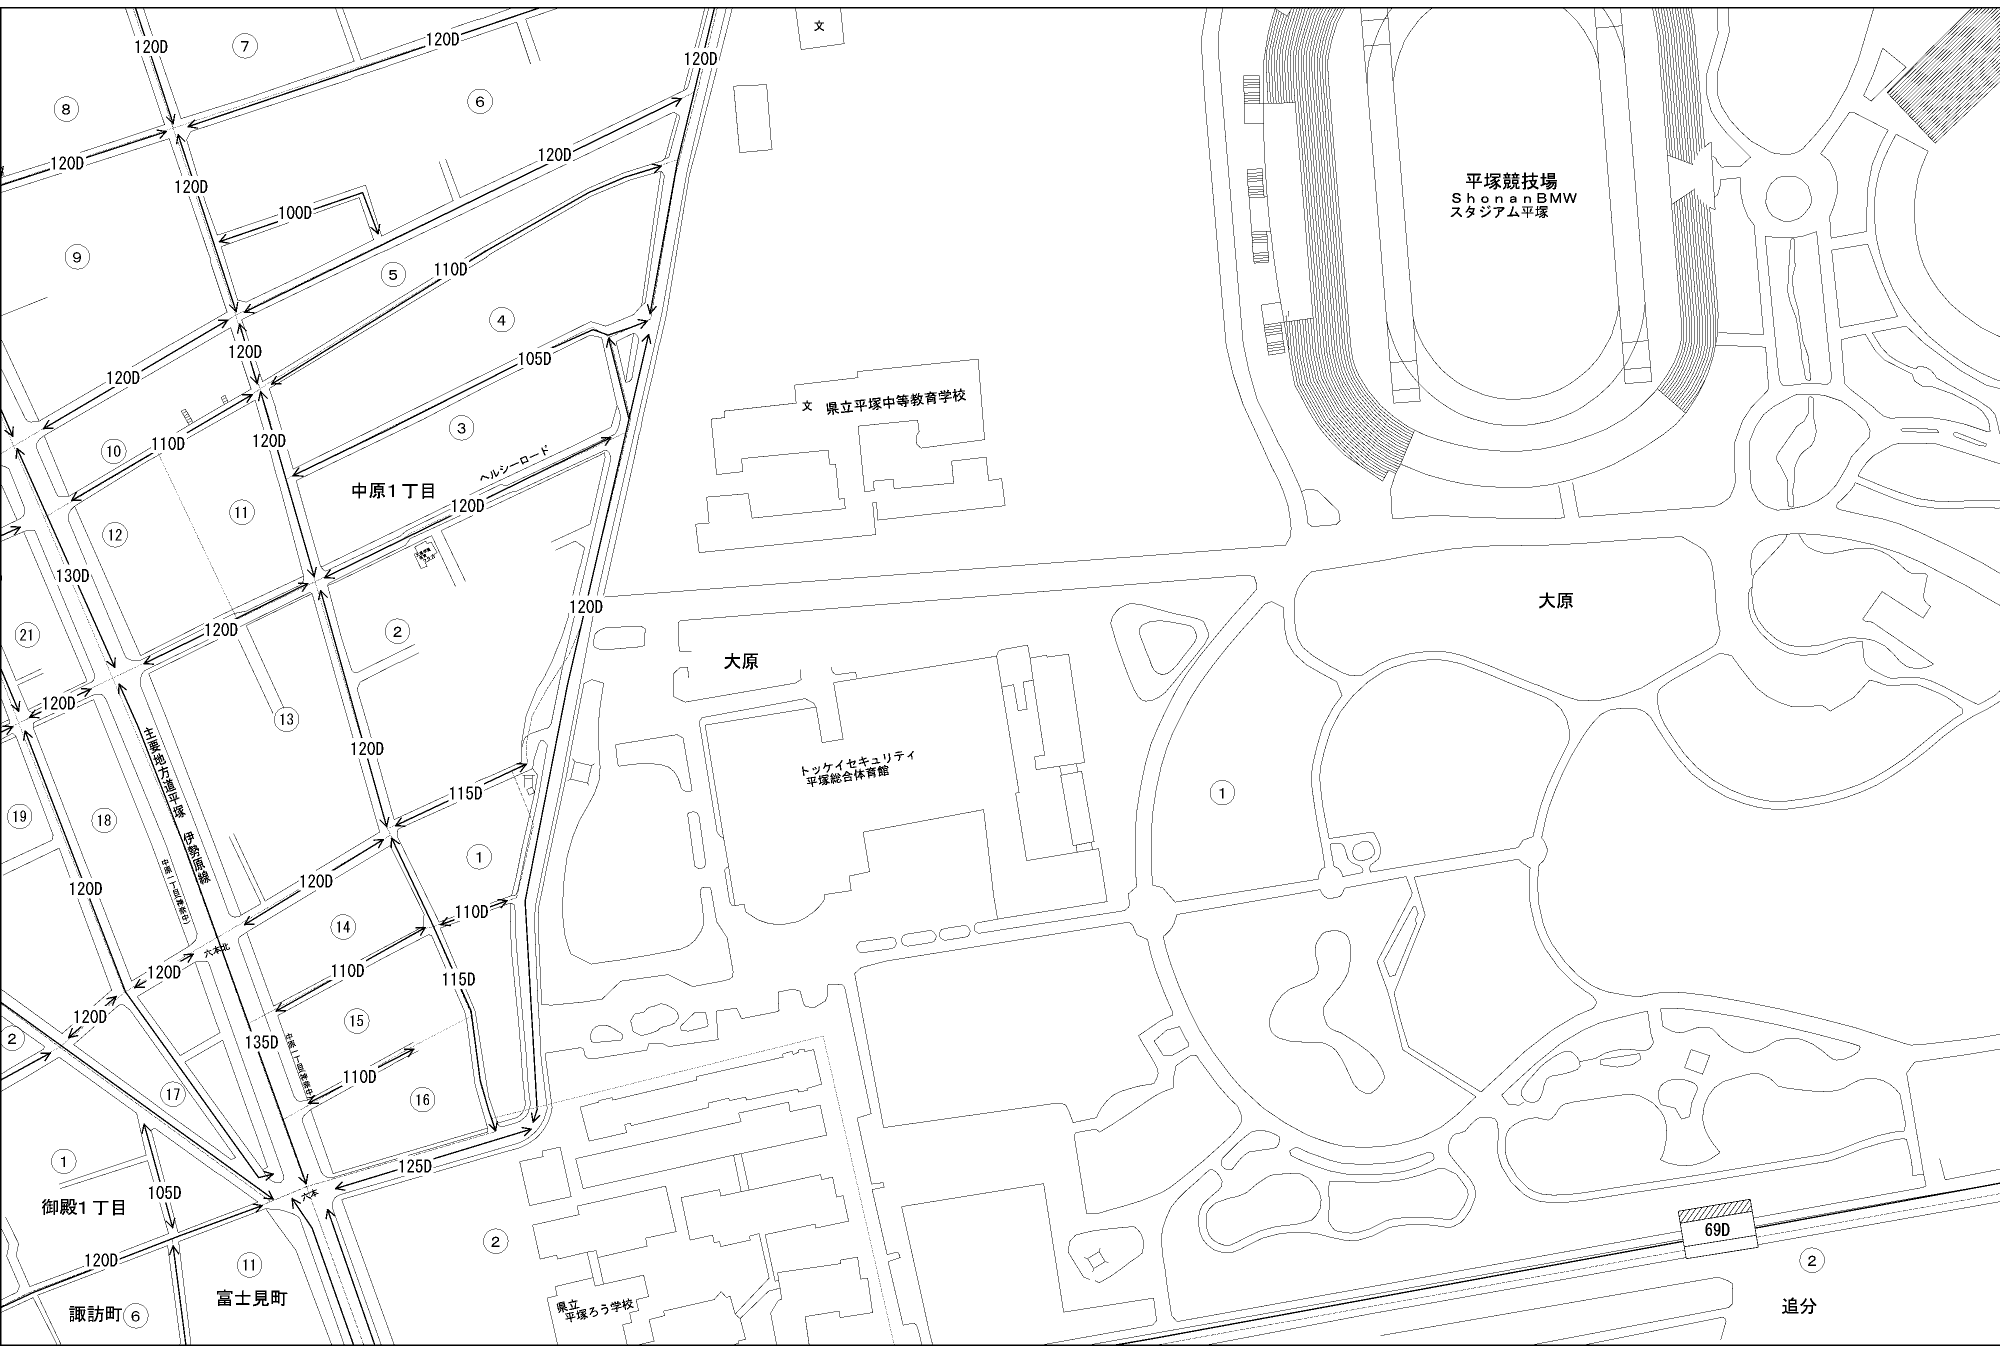 文
⑦
120D
120D
120D
⑥
⑧
120D
120D
120D
平塚競技場
ShonanBMW
スタジアム平塚
100D
⑨
⑤
110D
④
120D
105D
120D
文 県立平塚中等教育学校
③
120D
⑩
110D
ヘルシーロード
中原1丁目
120D
⑪
⑫
130D
大原
120D
120D
②
㉑
大原
120D
⑬
主要地方道平塚 伊勢原線
120D
トッケイセキュリティ
平塚総合体育館
115D
①
⑲
⑱
①
120D
120D
110D
⑭
六本北
120D
110D
115D
120D
⑮
135D
②
110D
⑰
⑯
①
125D
105D
六本
御殿1丁目
69D
②
②
120D
⑪
富士見町
諏訪町⑥
県立
平塚ろう学校
追分